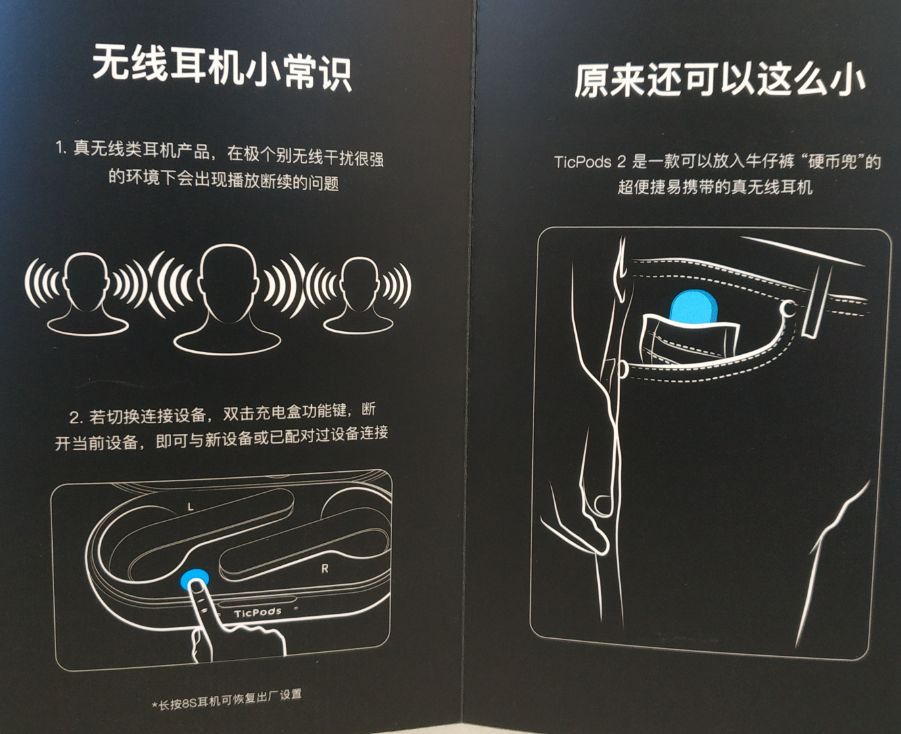 无线耳机小常识
1. 真无线类耳机产品，在极个别无线干扰很强
的环境下会出现播放断续的问题
2. 若切换连接设备，双击充电盒功能键，断
开当前设备，即可与新设备或已配对过设备连接
L
R
TicPods
*长按8S耳机可恢复出厂设置
原来还可以这么小
TicPods 2 是一款可以放入牛仔裤“硬币兜”的
超便捷易携带的真无线耳机